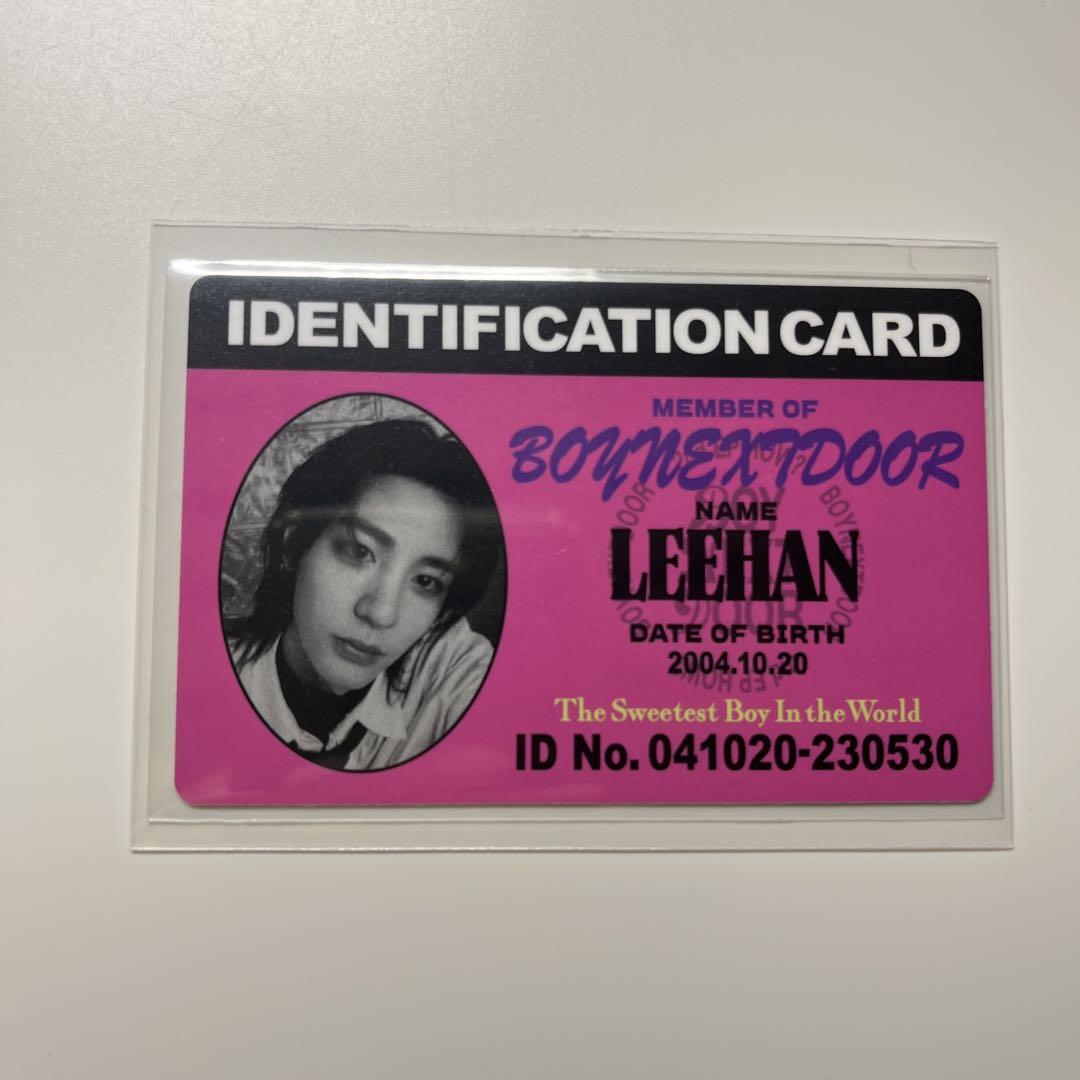 IDENTIFICATION CARD
MEMBER OF
BOYNEXTDOOR
NAME
LEEHAN
DATE OF BIRTH
2004.10.20
The Sweetest Boy In the World
ID No. 041020-230530